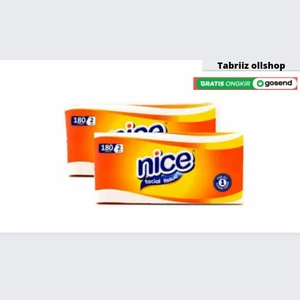 Tabriiz ollshop
GRATIS ONGKIR gosend
180 2
180 2
nice
facial tissue